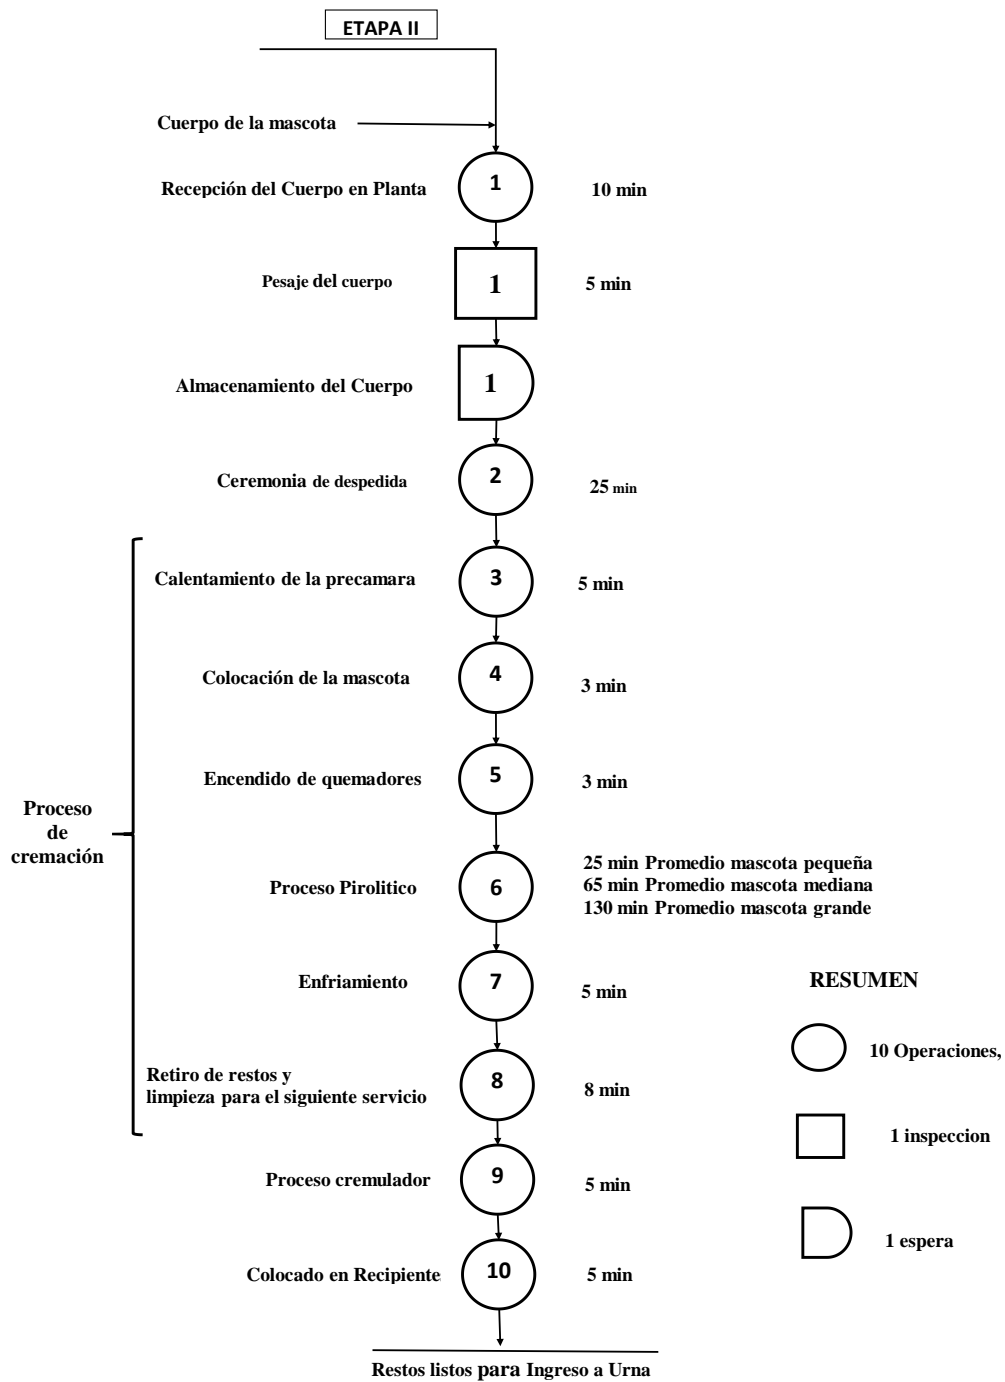 ETAPA II
Cuerpo de la mascota
Recepción del Cuerpo en Planta
1
10 min
Pesaje del cuerpo
1
5 min
Almacenamiento del Cuerpo
1
Ceremonia de despedida
2
25 min
Calentamiento de la precamara
3
5 min
Colocación de la mascota
4
3 min
Encendido de quemadores
5
3 min
Proceso
de
cremación
Proceso Pirolitico
6
25 min Promedio mascota pequeña
65 min Promedio mascota mediana
130 min Promedio mascota grande
Enfriamiento
7
5 min
Retiro de restos y
limpieza para el siguiente servicio
8
8 min
Proceso cremulador
9
5 min
Colocado en Recipiente
10
5 min
Restos listos para Ingreso a Urna
RESUMEN
10 Operaciones,
1 inspeccion
1 espera